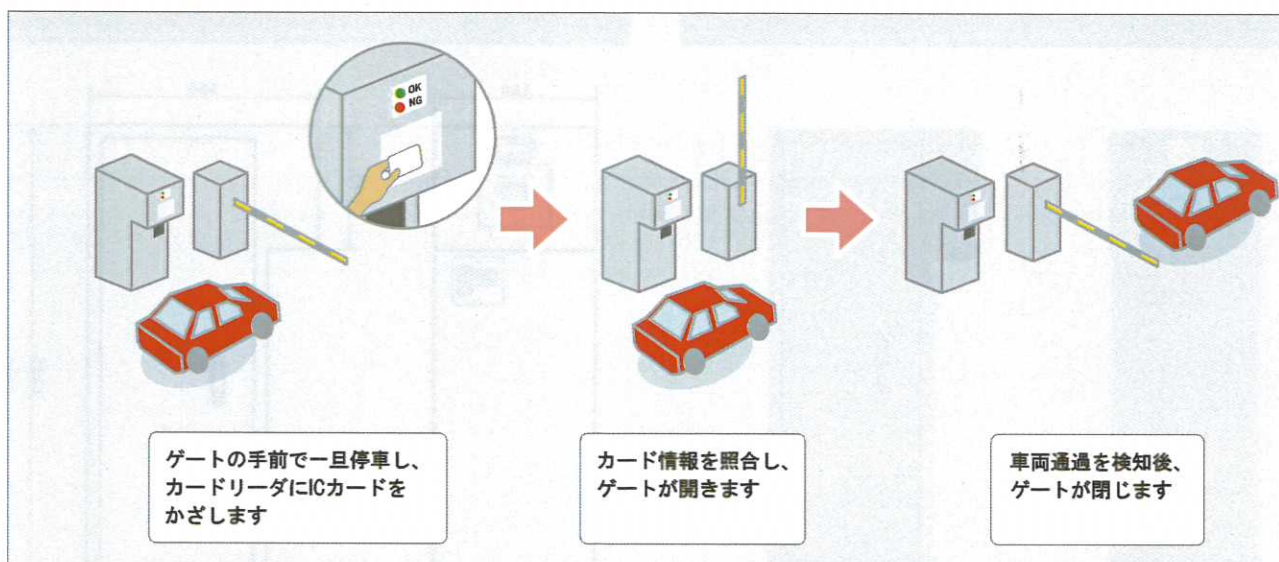 OK
NG
ゲートの手前で一旦停車し、
カードリーダにICカードを
かざします
カード情報を照合し、
ゲートが開きます
車両通過を検知後、
ゲートが閉じます